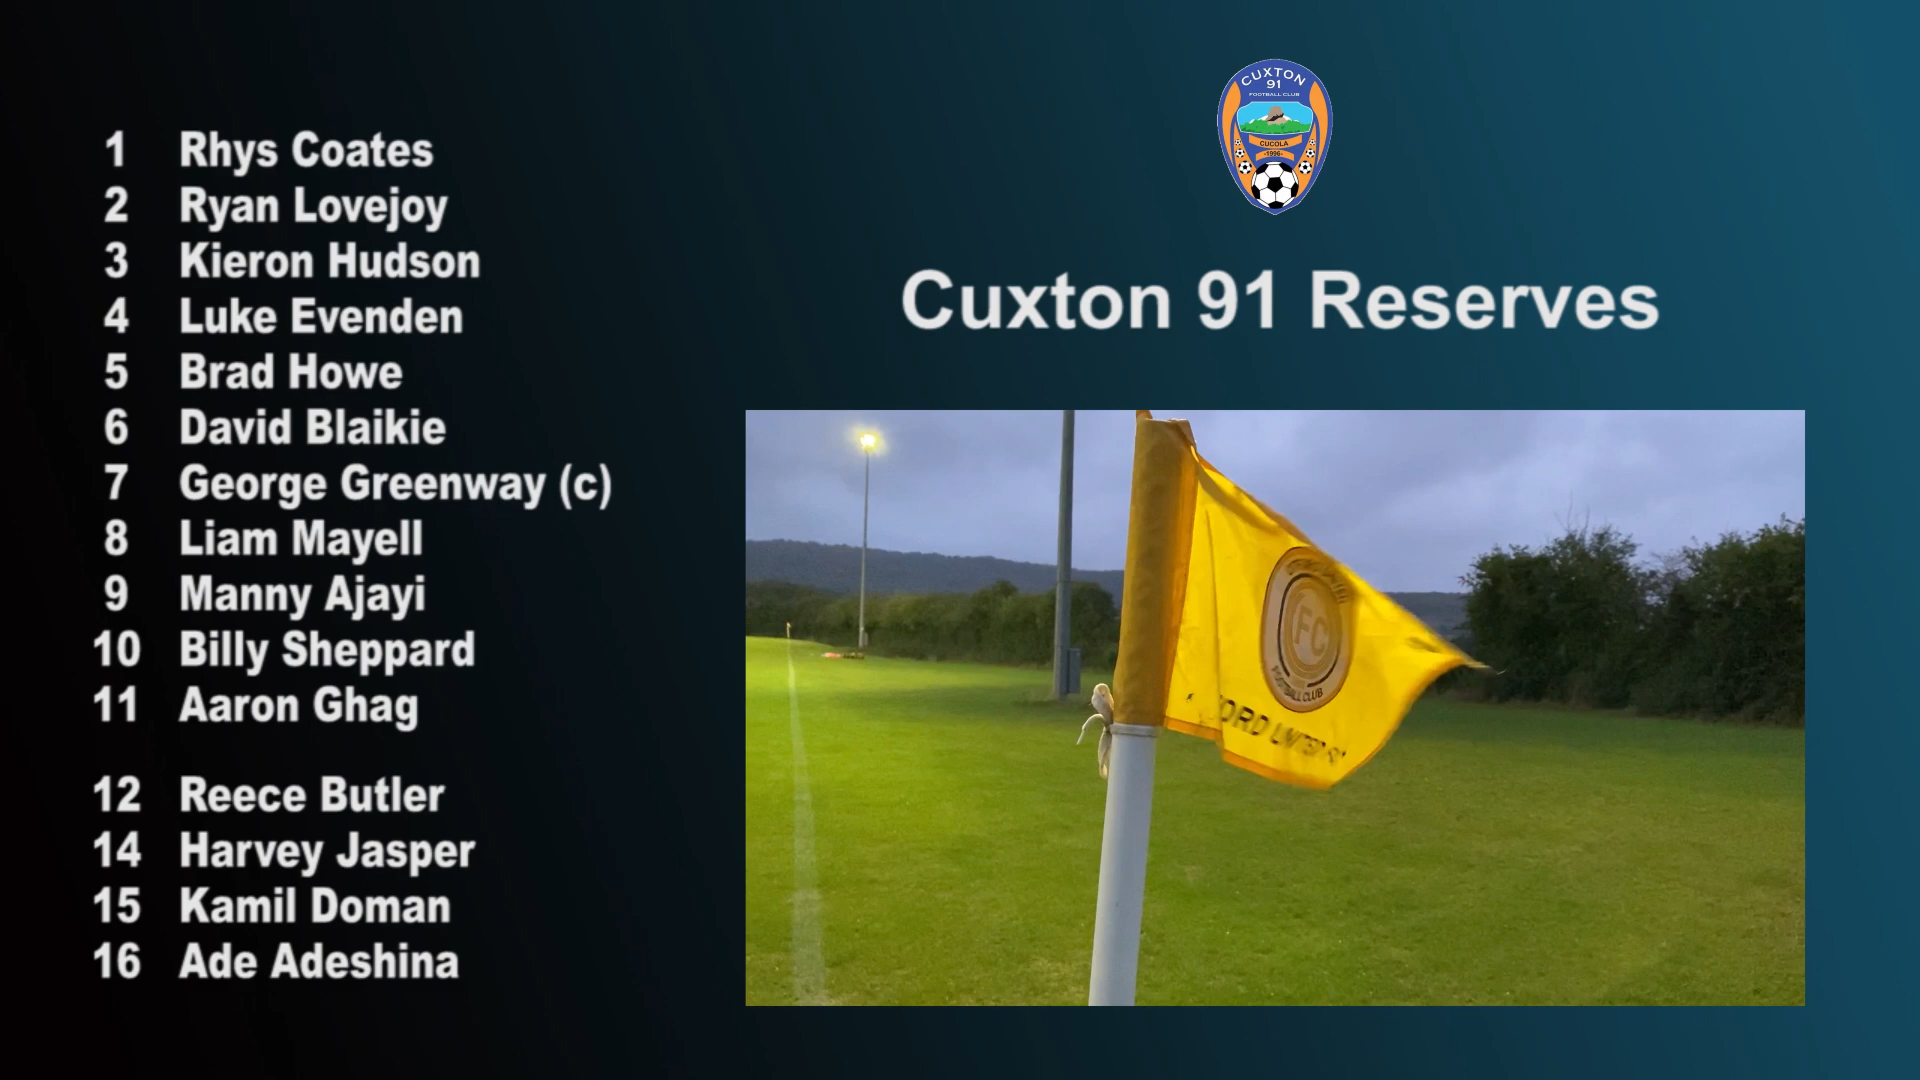 1 Rhys Coates
2 Ryan Lovejoy
3 Kieron Hudson
4 Luke Evenden
5 Brad Howe
6 David Blaikie
7 George Greenway (c)
8 Liam Mayell
9 Manny Ajayi
10 Billy Sheppard
11 Aaron Ghag
12 Reece Butler
14 Harvey Jasper
15 Kamil Doman
16 Ade Adeshina
CUXTON
91
FOOTBALL CLUB
CUCOLA
-1996-
Cuxton 91 Reserves
FC